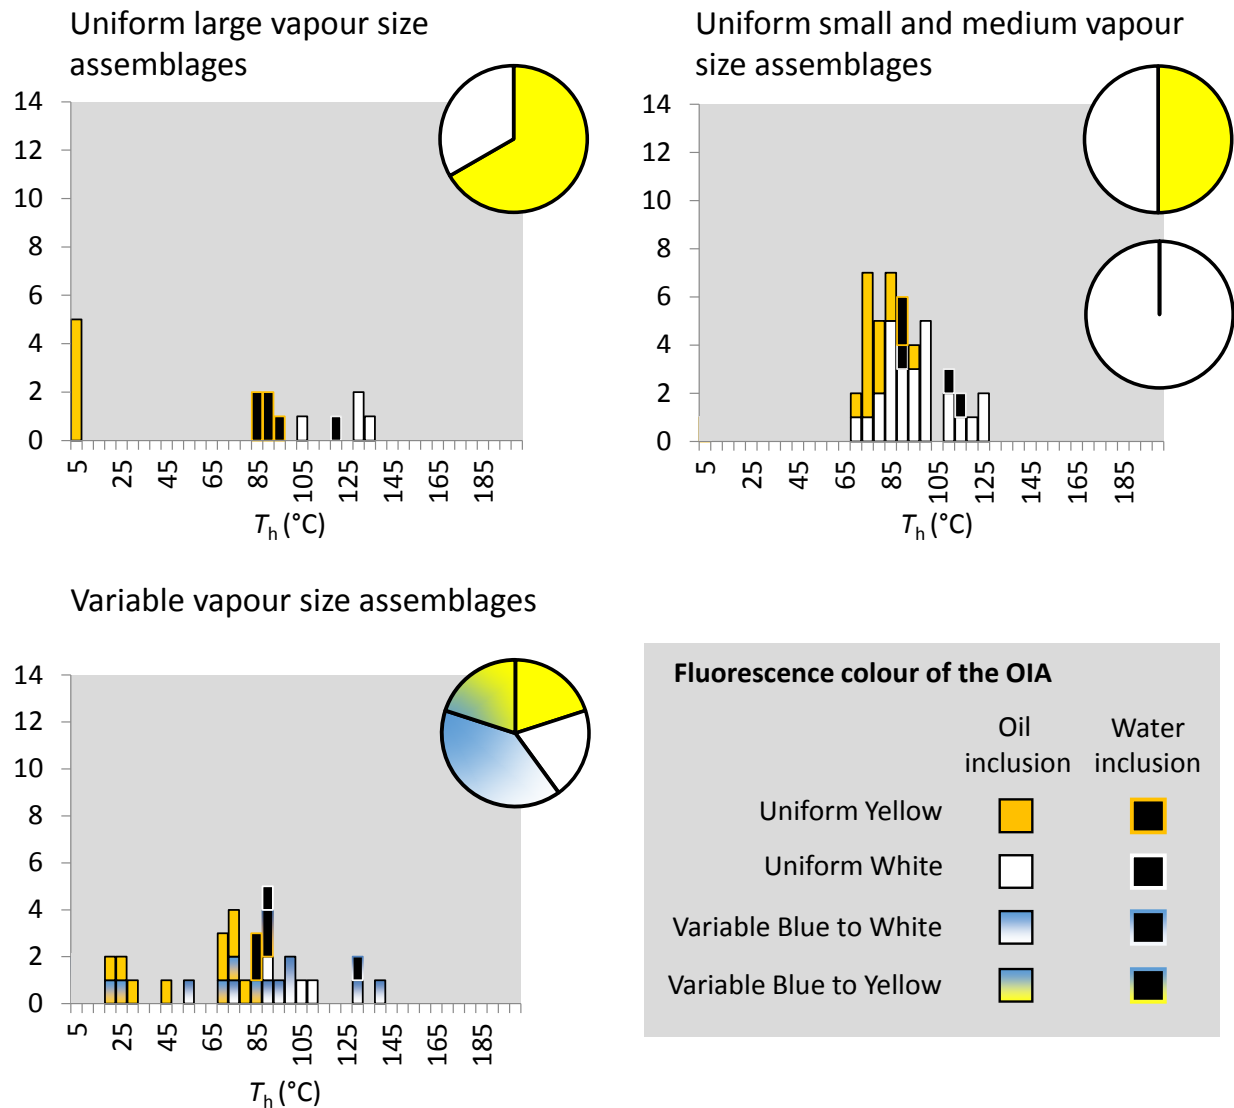 Uniform large vapour size
assemblages
14
12
10
8
6
4
2
0
5 25 45 65 85 105 125 145 165 185
Th (°C)
Uniform small and medium vapour
size assemblages
14
12
10
8
6
4
2
0
5 25 45 65 85 105 125 145 165 185
Th (°C)
Variable vapour size assemblages
14
12
10
8
6
4
2
0
5 25 45 65 85 105 125 145 165 185
Th (°C)
Fluorescence colour of the OIA
Oil inclusion
Water inclusion
Uniform Yellow
Uniform White
Variable Blue to White
Variable Blue to Yellow